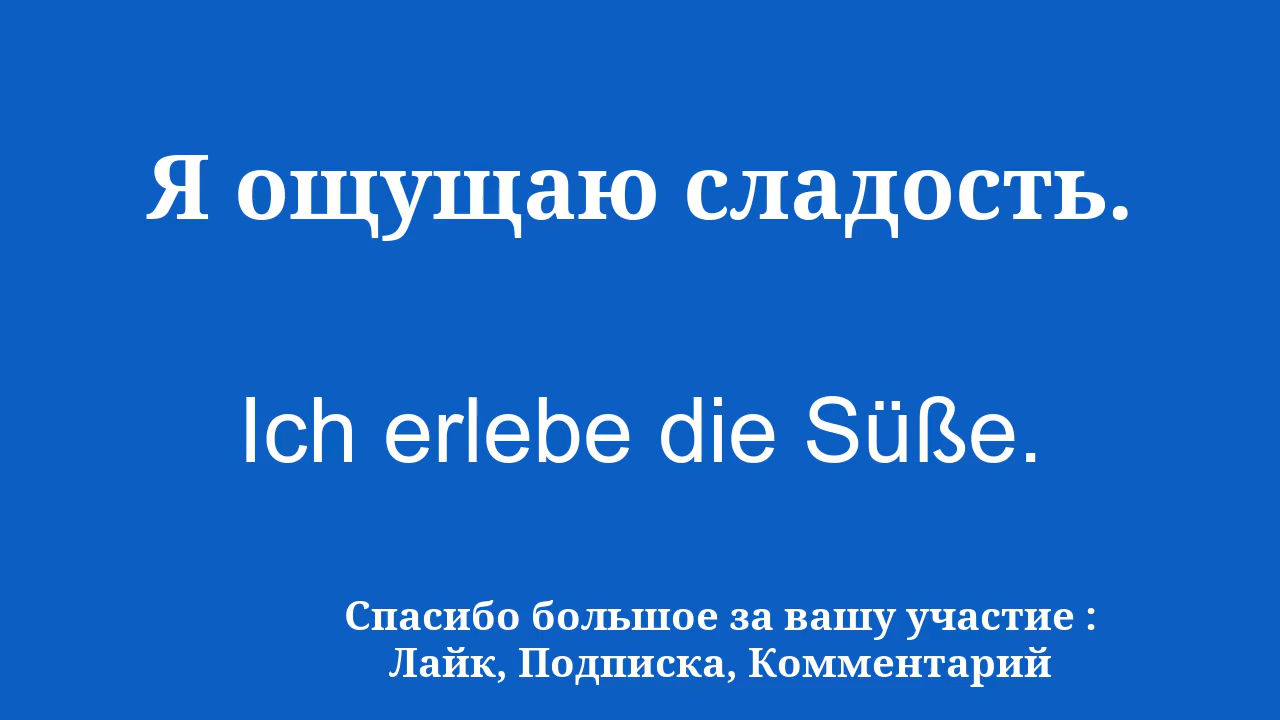 Я ощущаю сладость.
Ich erlebe die Süße.
Спасибо большое за вашу участие :
Лайк, Подписка, Комментарий